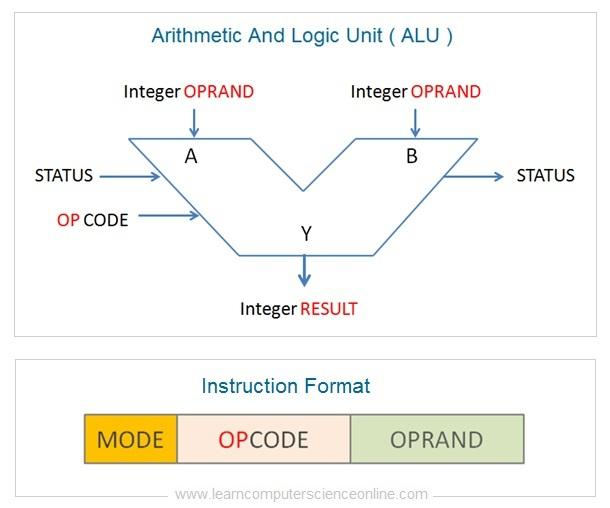 Arithmetic And Logic Unit ( ALU )
Integer OPRAND Integer OPRAND
A B
STATUS STATUS
OP CODE
Y
Integer RESULT
Instruction Format
MODE OPCODE OPRAND
www.learncomputerscienceonline.com